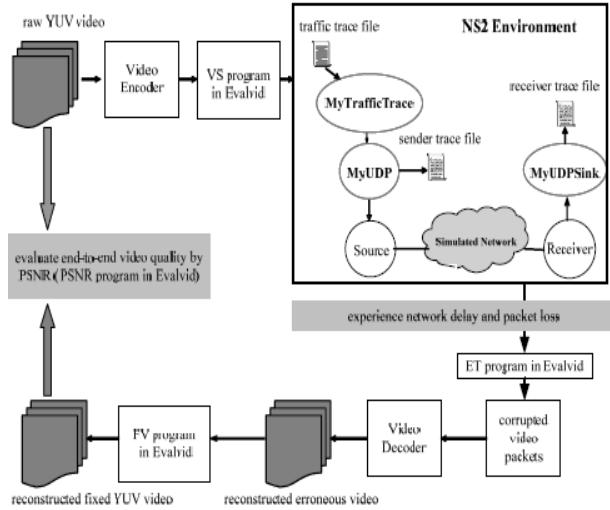 raw YUV video
Video
Encoder
VS program
in Evalvid
traffic trace file
NS2 Environment
MyTrafficTrace
receiver trace file
sender trace file
MyUDP
MyUDPSink
Source
Simulated Network
Receiver
evaluate end-to-end video quality by
PSNR ( PSNR program in Evalvid)
experience network delay and packet loss
ET program in Evalvid
corrupted
video
packets
Video
Decoder
FV program
in Evalvid
reconstructed fixed YUV video
reconstructed erroneous video